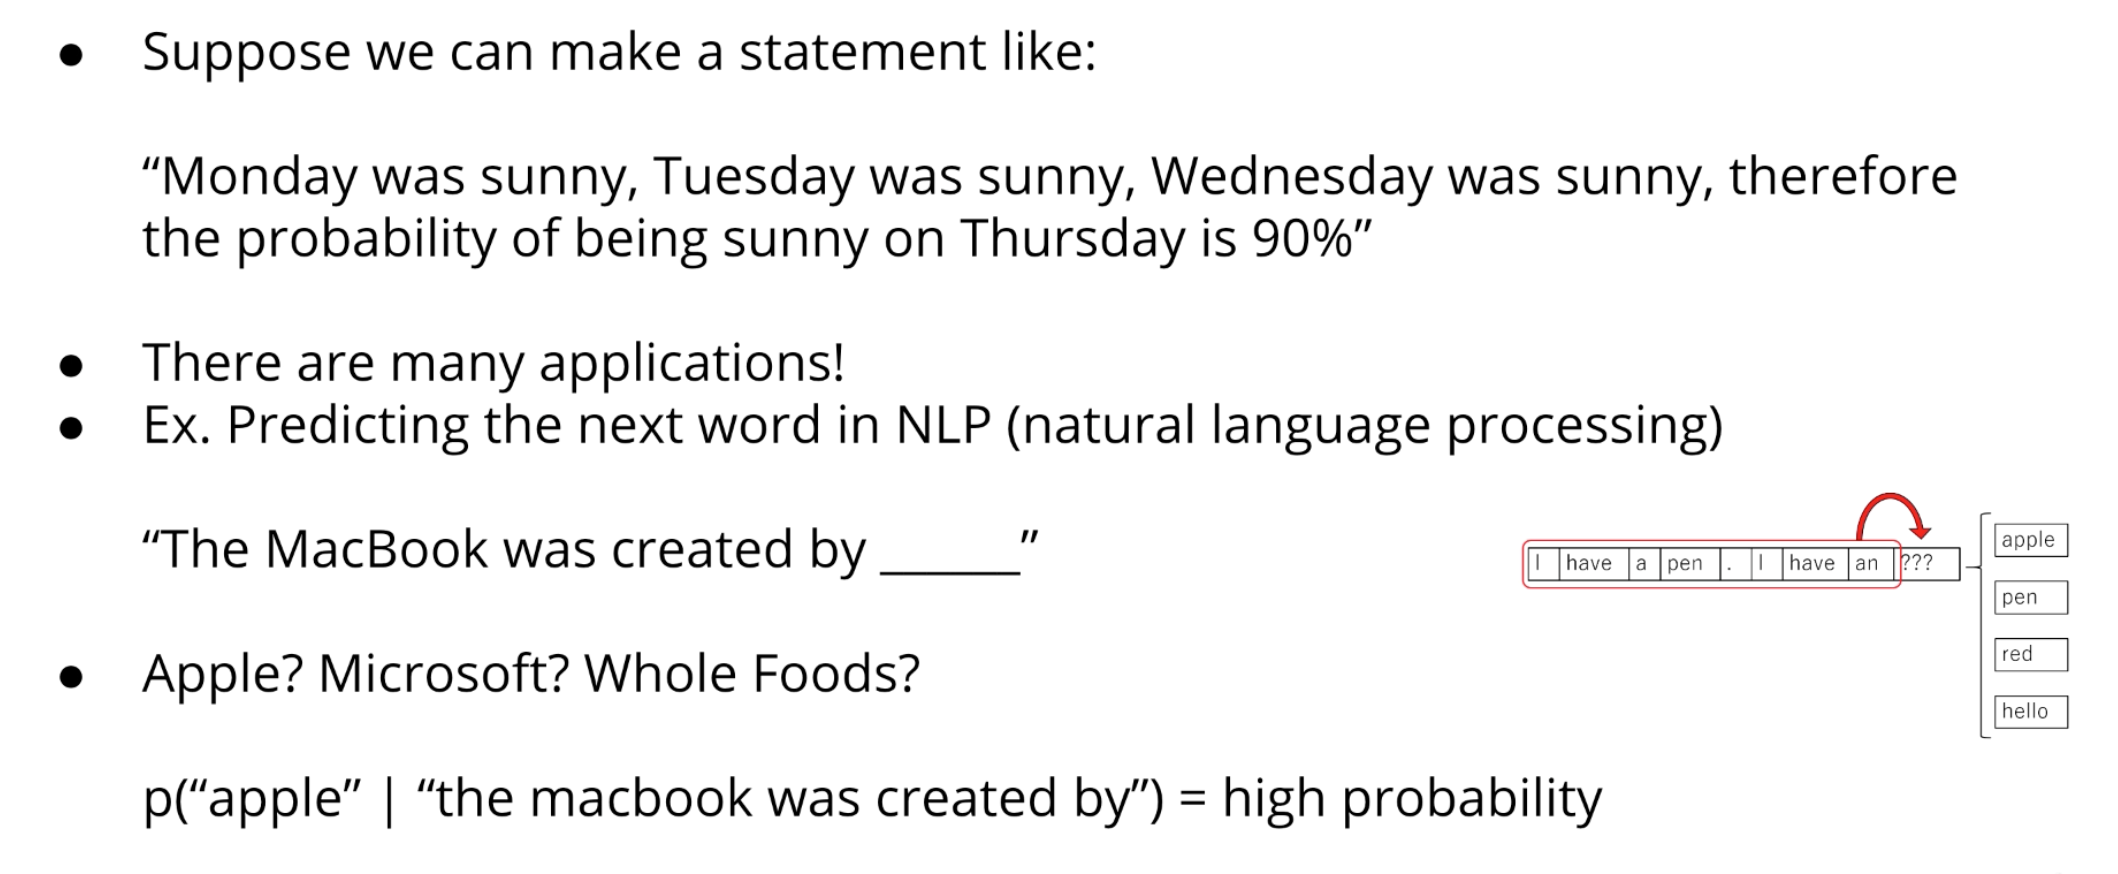 ● Suppose we can make a statement like:
“Monday was sunny, Tuesday was sunny, Wednesday was sunny, therefore
the probability of being sunny on Thursday is 90%”
● There are many applications!
● Ex. Predicting the next word in NLP (natural language processing)
“The MacBook was created by ______”
I have a pen . I have an ???
apple
pen
red
hello
● Apple? Microsoft? Whole Foods?
p(“apple” | “the macbook was created by”) = high probability